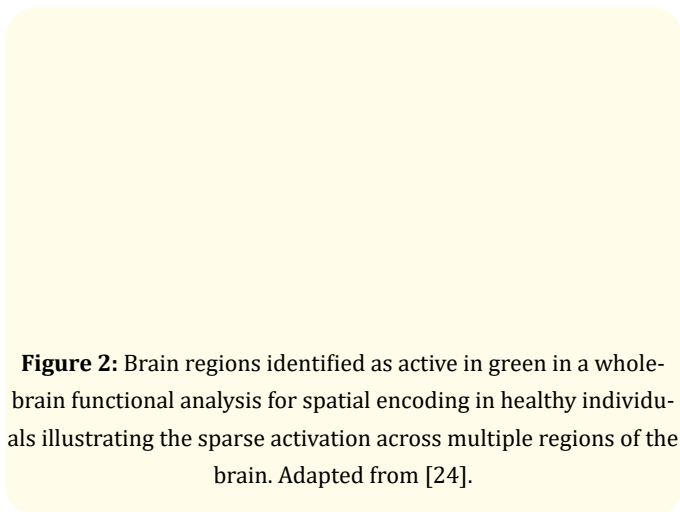 Figure 2: Brain regions identified as active in green in a whole-
brain functional analysis for spatial encoding in healthy individu-
als illustrating the sparse activation across multiple regions of the
brain. Adapted from [24].